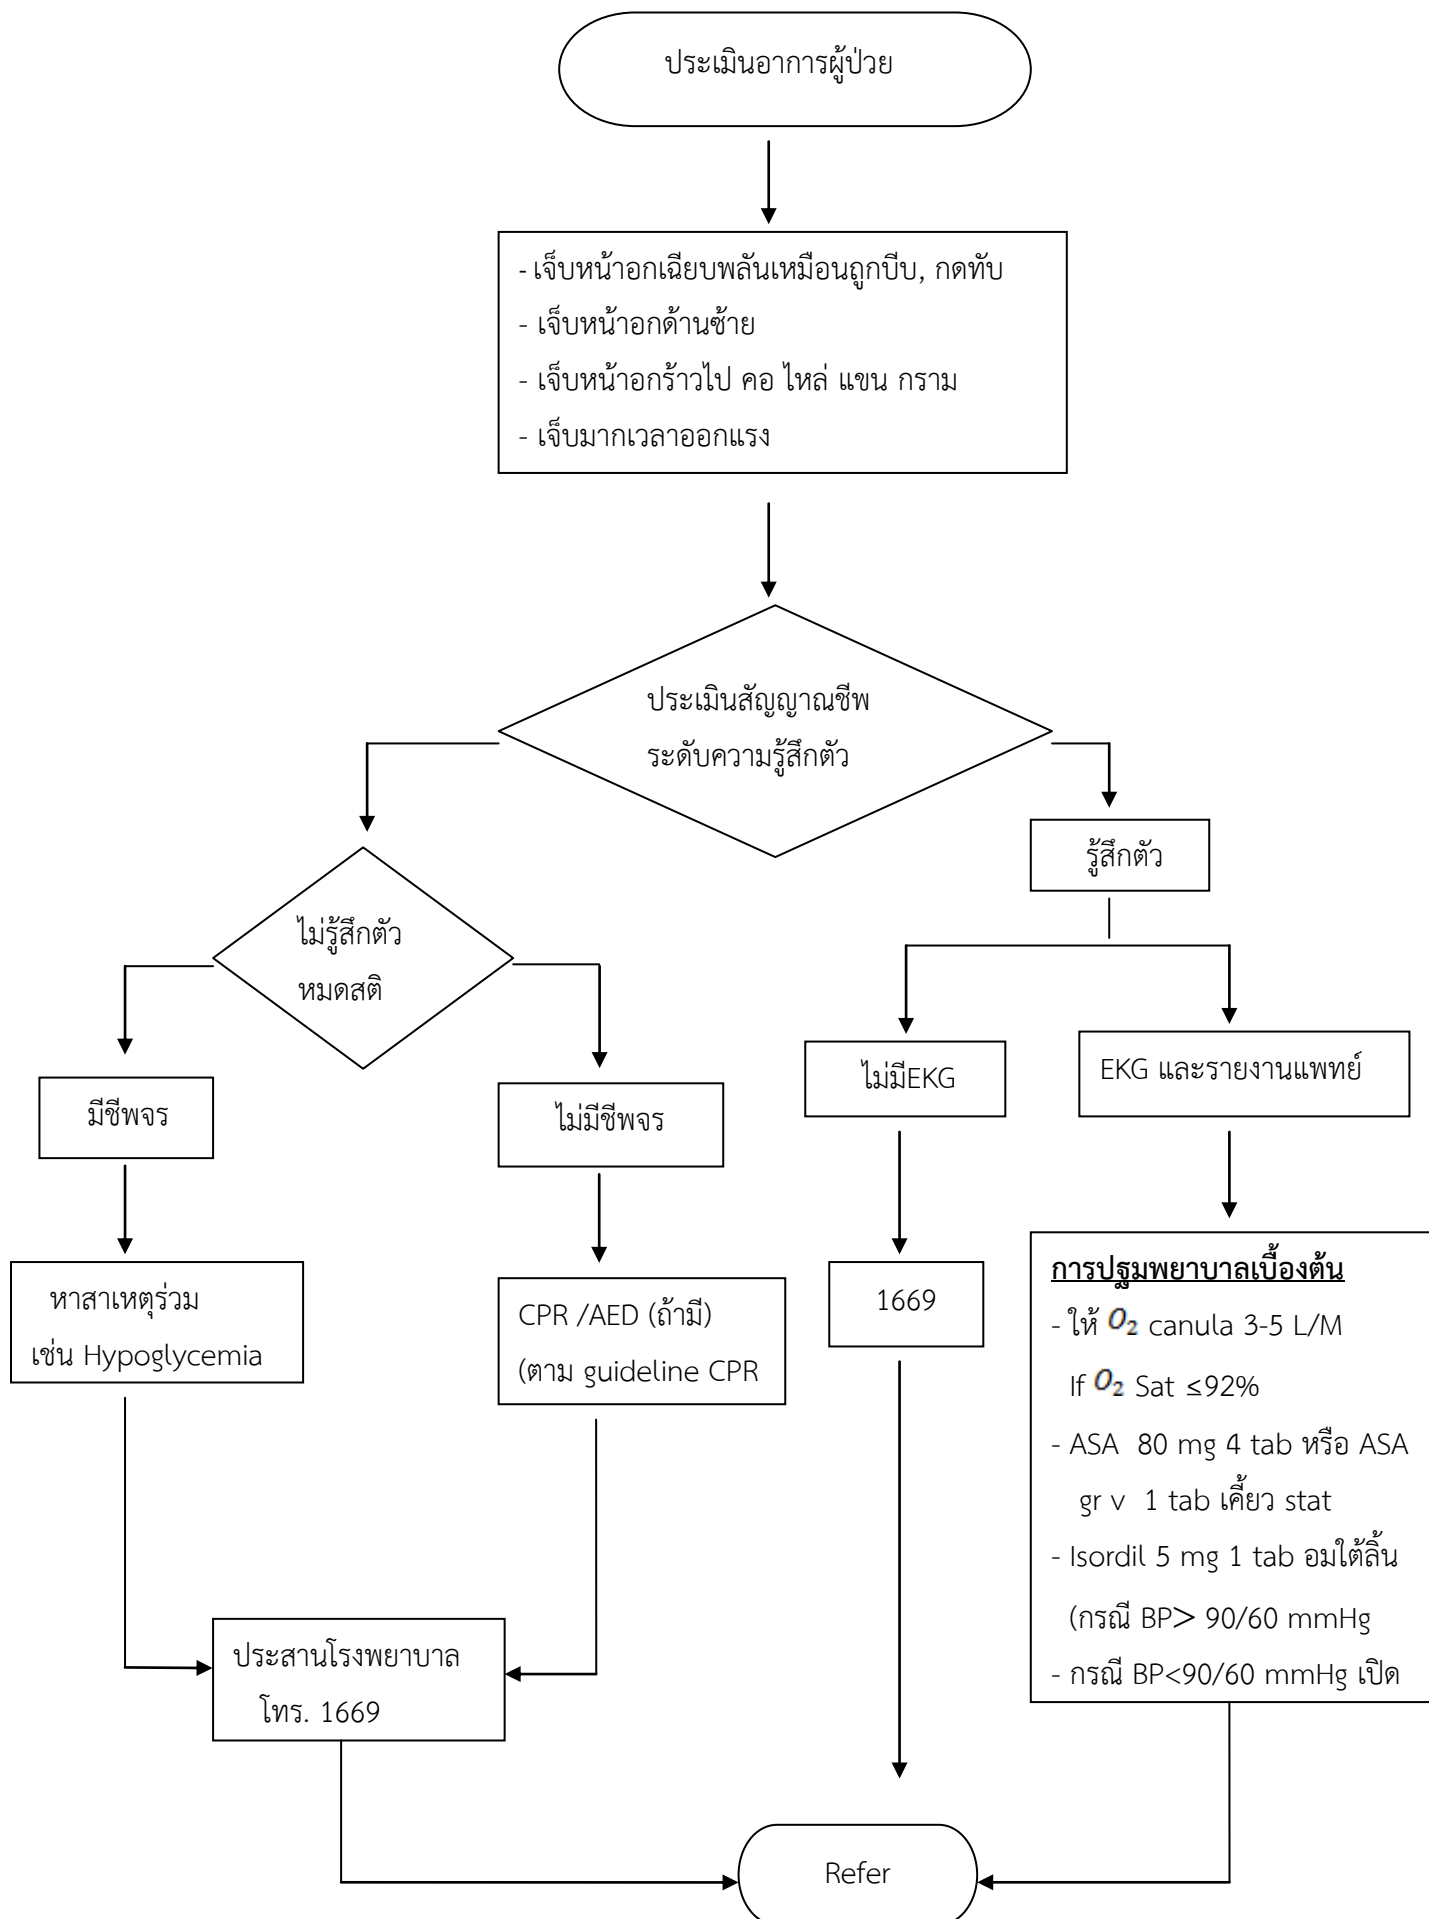 ประเมินอาการผู้ป่วย
- เจ็บหน้าอกเฉียบพลันเหมือนถูกบีบ, กดทับ
- เจ็บหน้าอกด้านซ้าย
- เจ็บหน้าอกร้าวไป คอ ไหล่ แขน กราม
- เจ็บมากเวลาออกแรง
ประเมินสัญญาณชีพ
ระดับความรู้สึกตัว
รู้สึกตัว
ไม่รู้สึกตัว
หมดสติ
มีชีพจร
ไม่มีชีพจร
ไม่มีEKG
EKG และรายงานแพทย์
หาสาเหตุร่วม
เช่น Hypoglycemia
CPR /AED (ถ้ามี)
(ตาม guideline CPR
1669
การปฐมพยาบาลเบื้องต้น
- ให้ O₂ canula 3-5 L/M
If O₂ Sat ≤92%
- ASA 80 mg 4 tab หรือ ASA
gr v 1 tab เคี้ยว stat
- Isordil 5 mg 1 tab อมใต้ลิ้น
(กรณี BP> 90/60 mmHg
- กรณี BP<90/60 mmHg เปิด
ประสานโรงพยาบาล
โทร. 1669
Refer